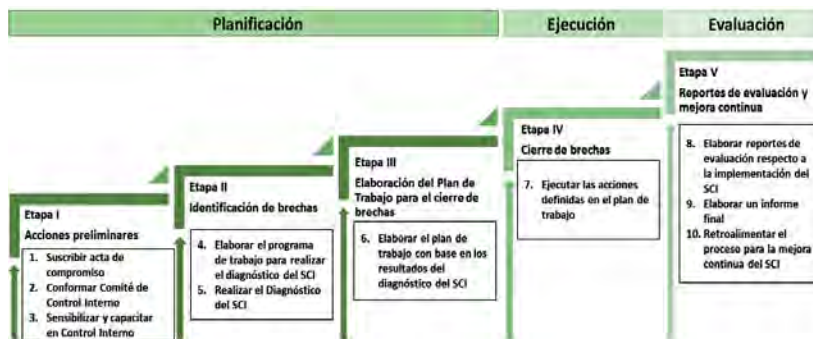 Planificación
Ejecución
Evaluación
Etapa I
Acciones preliminares
1. Suscribir acta de
compromiso
2. Conformar Comité de
Control Interno
3. Sensibilizar y capacitar
en Control Interno
Etapa II
Identificación de brechas
4. Elaborar el programa
de trabajo para realizar
el diagnóstico del SCI
5. Realizar el Diagnóstico
del SCI
Etapa III
Elaboración del Plan de
Trabajo para el cierre de
brechas
6. Elaborar el plan de
trabajo con base en los
resultados del
diagnóstico del SCI
Etapa IV
Cierre de brechas
7. Ejecutar las acciones
definidas en el plan de
trabajo
Etapa V
Reportes de evaluación y
mejora continua
8. Elaborar reportes de
evaluación respecto a
la implementación del
SCI
9. Elaborar un informe
final
10. Retroalimentar el
proceso para la mejora
continua del SCI